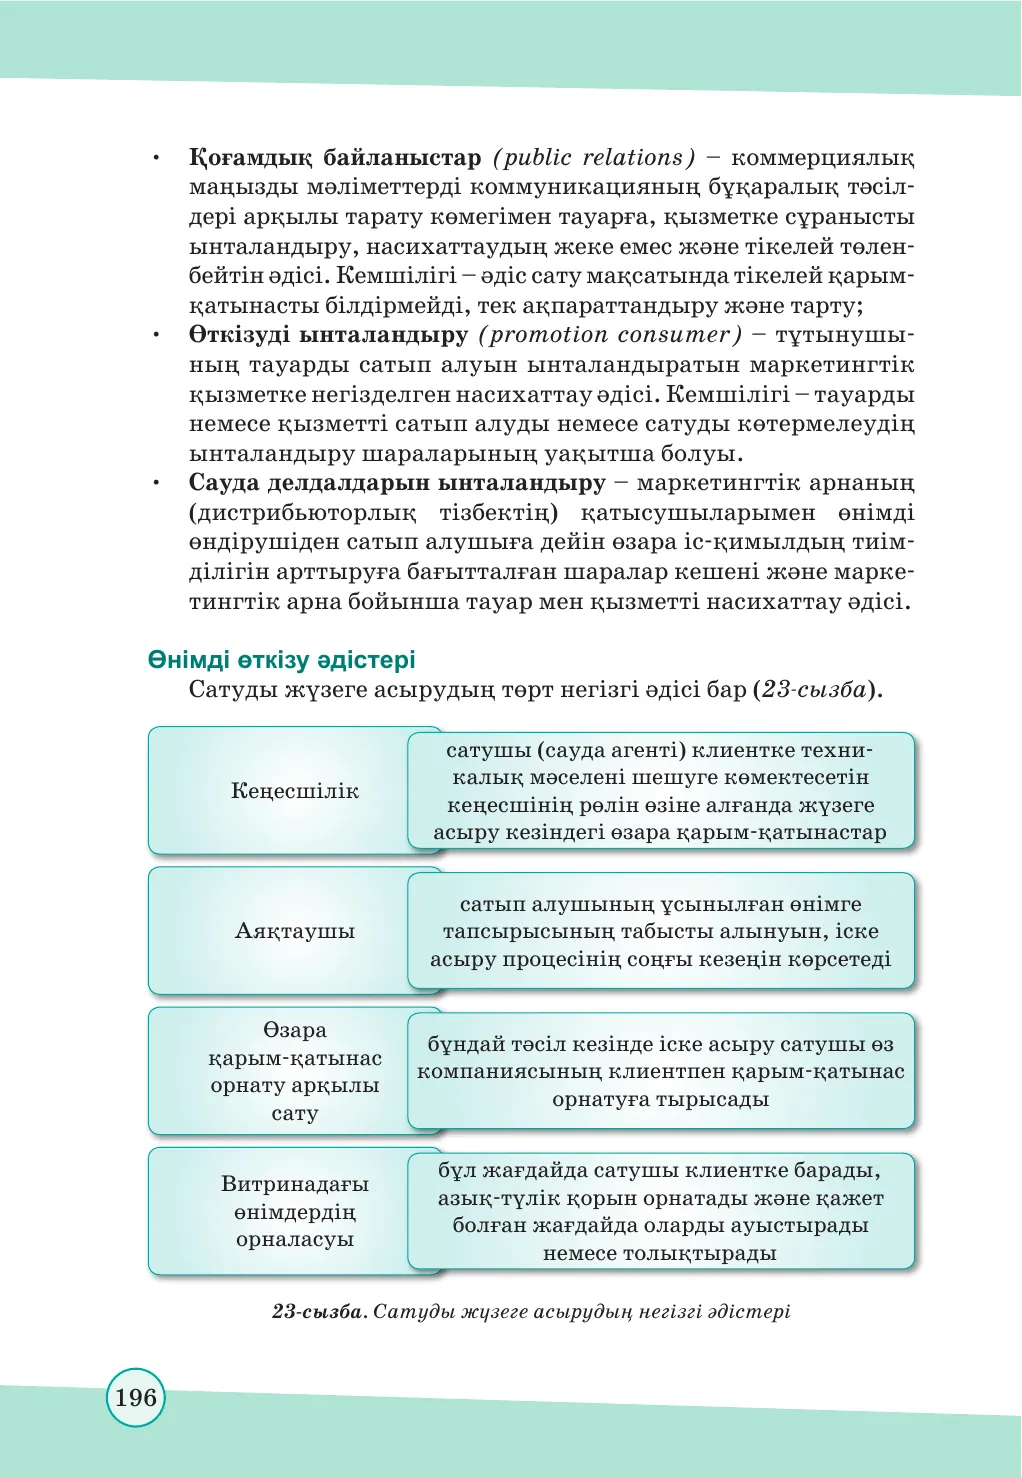 • Қоғамдық байланыстар (public relations) – коммерциялық
маңызды мәліметтерді коммуникацияның бұқаралық тәсіл-
дері арқылы тарату көмегімен тауарға, қызметке сұранысты
ынталандыру, насихаттаудың жеке емес және тікелей төлен-
бейтін әдісі. Кемшілігі – әдіс сату мақсатында тікелей қарым-
қатынасты білдірмейді, тек ақпараттандыру және тарту;
• Өткізуді ынталандыру (promotion consumer) – тұтынушы-
ның тауарды сатып алуын ынталандыратын маркетингтік
қызметке негізделген насихаттау әдісі. Кемшілігі – тауарды
немесе қызметті сатып алуды немесе сатуды көтермелеудің
ынталандыру шараларының уақытша болуы.
• Сауда делдалдарын ынталандыру – маркетингтік арнаның
(дистрибьюторлық тізбектің) қатысушыларымен өнімді
өндірушіден сатып алушыға дейін өзара іс-қимылдың тиім-
ділігін арттыруға бағытталған шаралар кешені және марке-
тингтік арна бойынша тауар мен қызметті насихаттау әдісі.
Өнімді өткізу әдістері
Сатуды жүзеге асырудың төрт негізгі әдісі бар (23-сызба).
Кеңесшілік
сатушы (сауда агенті) клиентке техни-
калық мәселені шешуге көмектесетін
кеңесшінің рөлін өзіне алғанда жүзеге
асыру кезіндегі өзара қарым-қатынастар
Аяқтаушы
сатып алушының ұсынылған өнімге
тапсырысының табысты алынуын, іске
асыру процесінің соңғы кезеңін көрсетеді
Өзара
қарым-қатынас
орнату арқылы
сату
бұндай тәсіл кезінде іске асыру сатушы өз
компаниясының клиентпен қарым-қатынас
орнатуға тырысады
Витринадағы
өнімдердің
орналасуы
бұл жағдайда сатушы клиентке барады,
азық-түлік қорын орнатады және қажет
болған жағдайда оларды ауыстырады
немесе толықтырады
23-сызба. Сатуды жүзеге асырудың негізгі әдістері
196